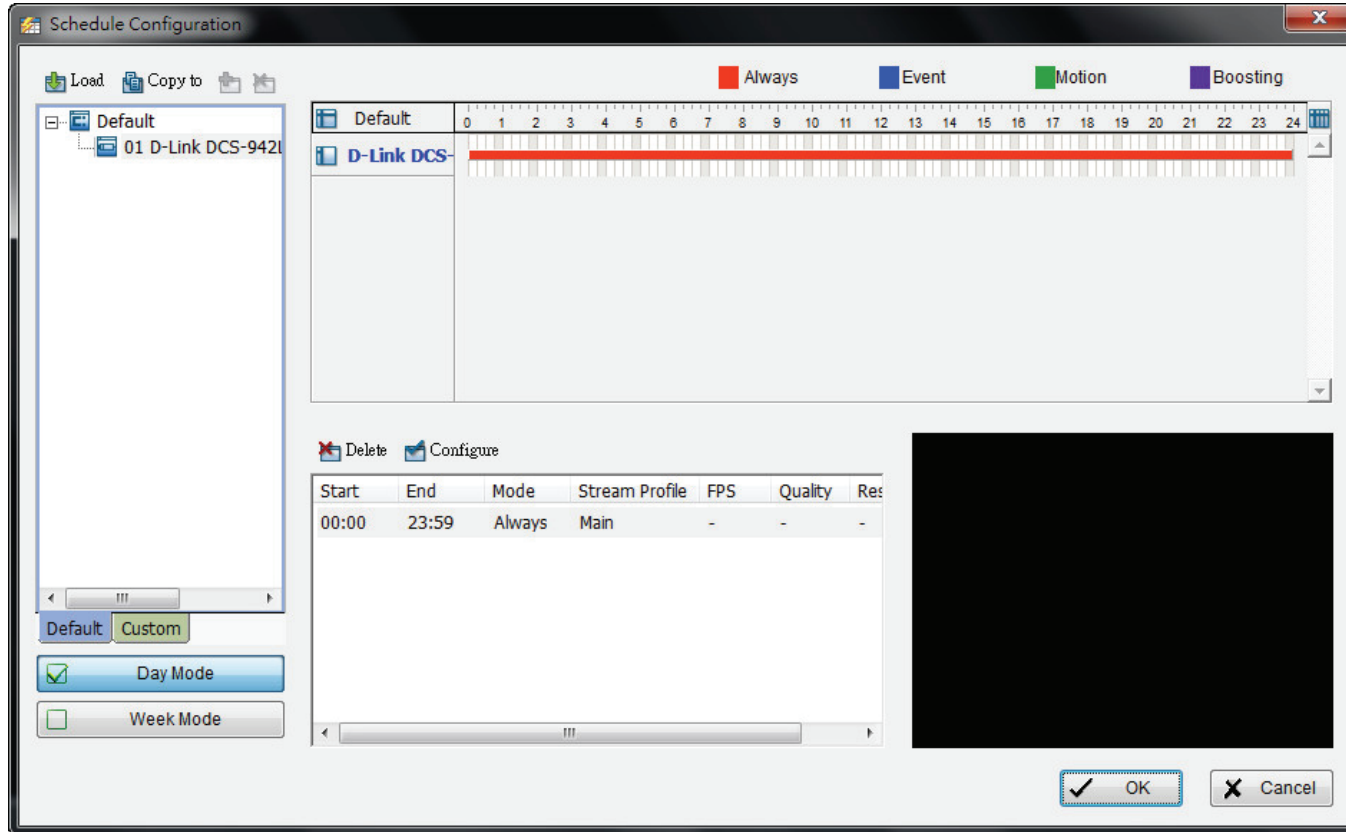 Schedule Configuration
Load Copy to
Always Event Motion Boosting
Default
01 D-Link DCS-942L
Default 0 1 2 3 4 5 6 7 8 9 10 11 12 13 14 15 16 17 18 19 20 21 22 23 24
D-Link DCS-
Delete Configure
Start End Mode Stream Profile FPS Quality Res
00:00 23:59 Always Main - - -
Default Custom
Day Mode
Week Mode
OK Cancel